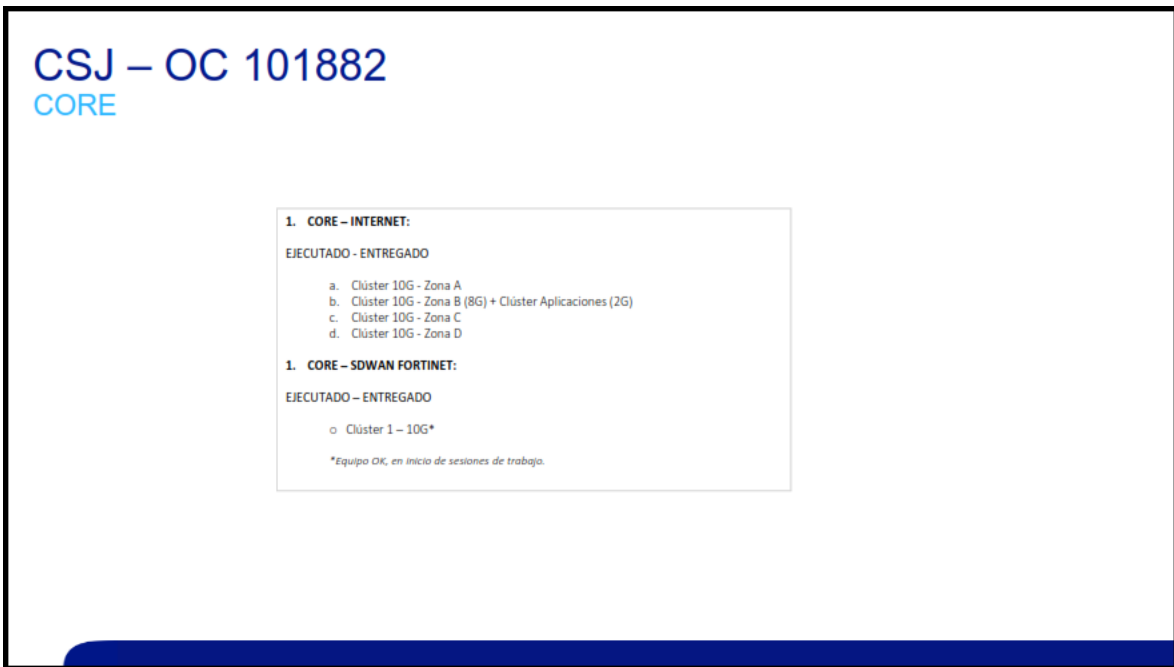 CSJ – OC 101882
CORE
1. CORE – INTERNET:
EJECUTADO - ENTREGADO
a. Clúster 10G - Zona A
b. Clúster 10G - Zona B (8G) + Clúster Aplicaciones (2G)
c. Clúster 10G - Zona C
d. Clúster 10G - Zona D
1. CORE – SDWAN FORTINET:
EJECUTADO – ENTREGADO
o Clúster 1 – 10G*
*Equipo OK, en inicio de sesiones de trabajo.